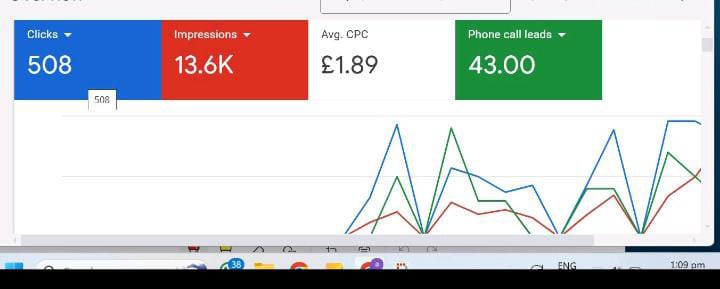 Clicks
Impressions
Avg. CPC
Phone call leads
508
13.6K
£1.89
43.00
508
38
ENG
1:09 pm